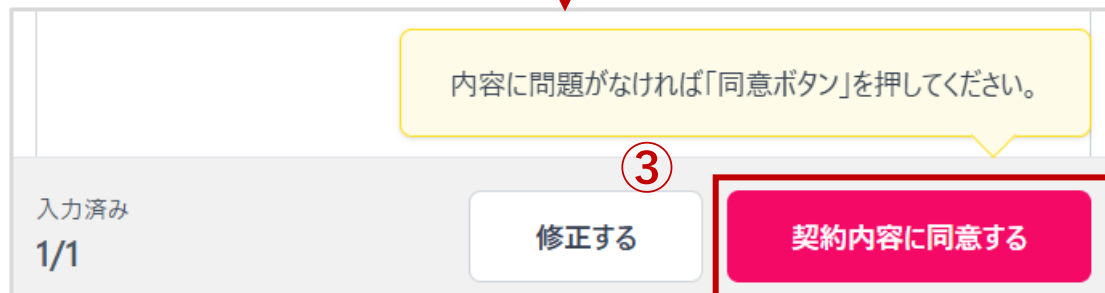 内容に問題がなければ「同意ボタン」を押してください。
③
入力済み
1/1
修正する
契約内容に同意する